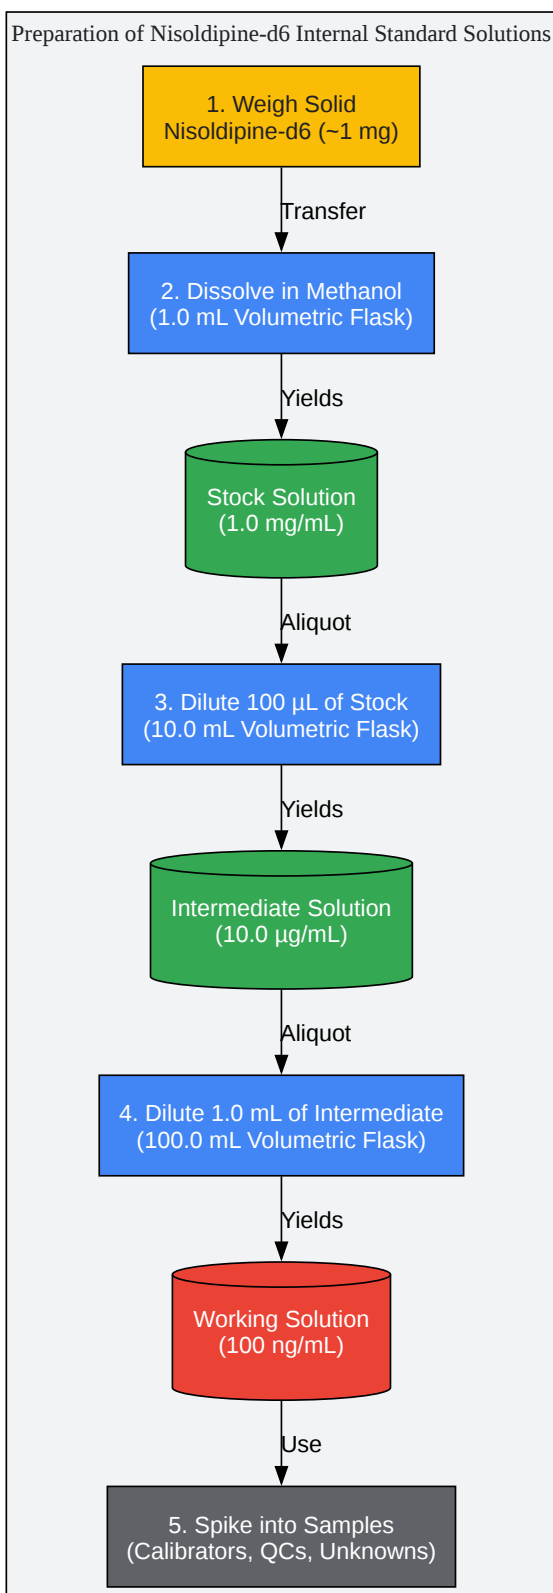 Preparation of Nisoldipine-d6 Internal Standard Solutions
1. Weigh Solid
Nisoldipine-d6 (~1 mg)
Transfer
2. Dissolve in Methanol
(1.0 mL Volumetric Flask)
Yields
Stock Solution
(1.0 mg/mL)
Aliquot
3. Dilute 100 µL of Stock
(10.0 mL Volumetric Flask)
Yields
Intermediate Solution
(10.0 µg/mL)
Aliquot
4. Dilute 1.0 mL of Intermediate
(100.0 mL Volumetric Flask)
Yields
Working Solution
(100 ng/mL)
Use
5. Spike into Samples
(Calibrators, QCs, Unknowns)